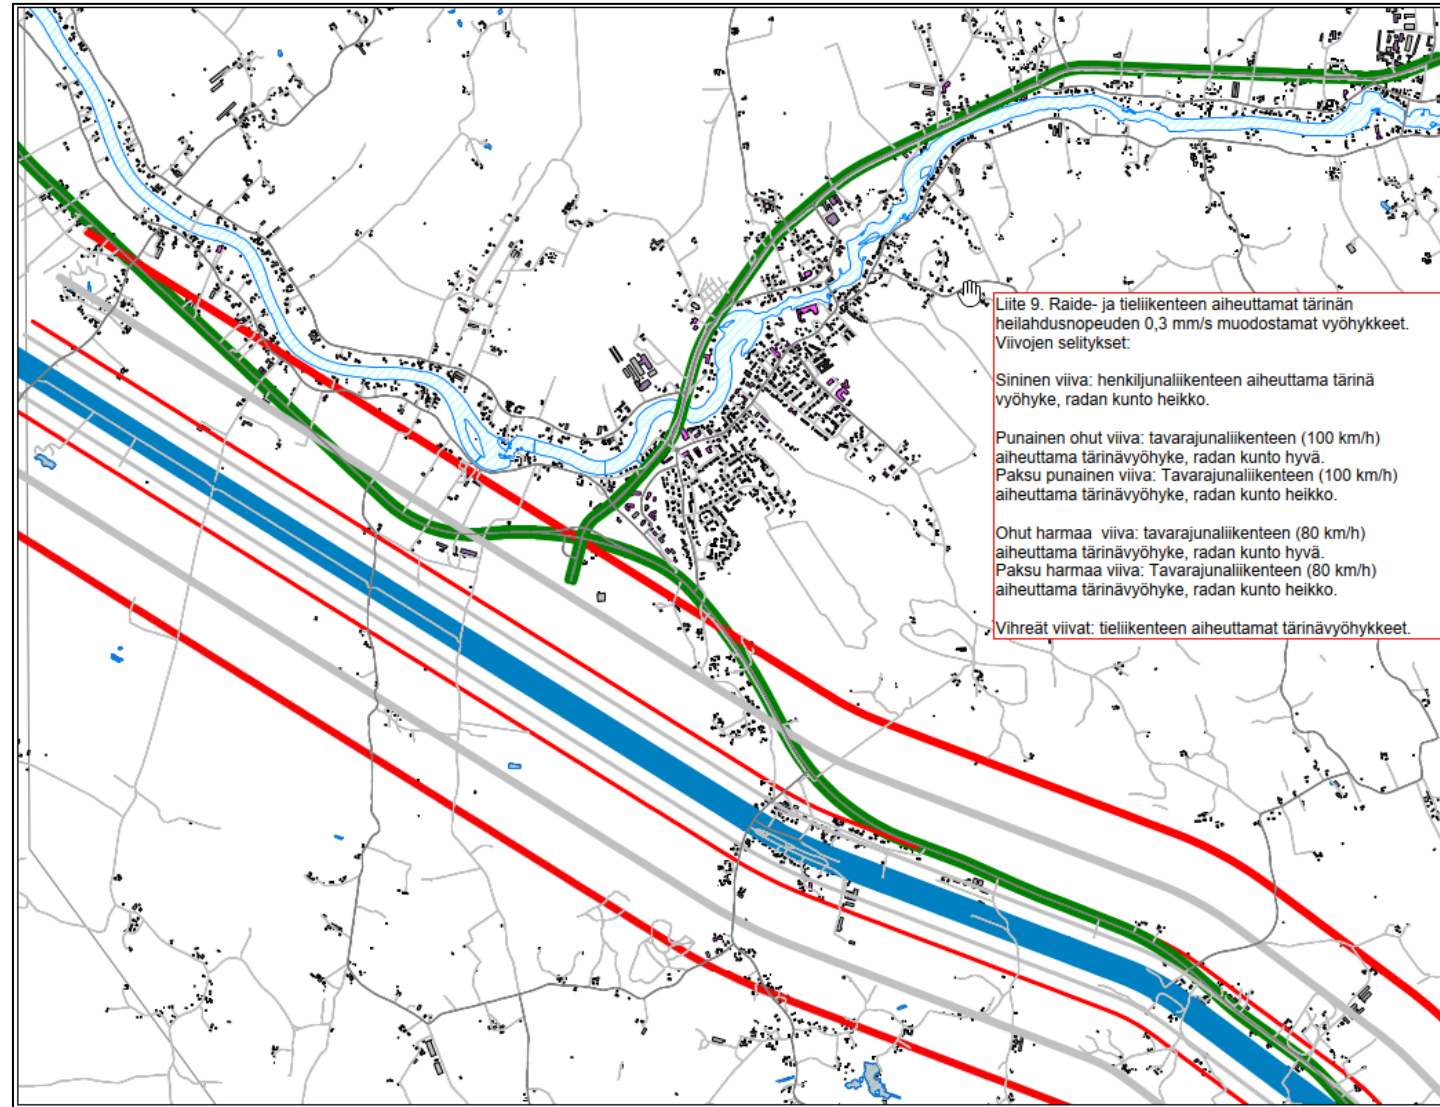 Liite 9. Raide- ja tieliikenteen aiheuttamat tärinän
heilahdusnopeuden 0,3 mm/s muodostamat vyöhykkeet.
Viivojen selitykset:
Sininen viiva: henkiljunaliikenteen aiheuttama tärinä
vyöhyke, radan kunto heikko.
Punainen ohut viiva: tavarajunaliikenteen (100 km/h)
aiheuttama tärinävyöhyke, radan kunto hyvä.
Paksu punainen viiva: Tavarajunaliikenteen (100 km/h)
aiheuttama tärinävyöhyke, radan kunto heikko.
Ohut harmaa  viiva: tavarajunaliikenteen (80 km/h)
aiheuttama tärinävyöhyke, radan kunto hyvä.
Paksu harmaa viiva: Tavarajunaliikenteen (80 km/h)
aiheuttama tärinävyöhyke, radan kunto heikko.
Vihreät viivat: tieliikenteen aiheuttamat tärinävyöhykkeet.